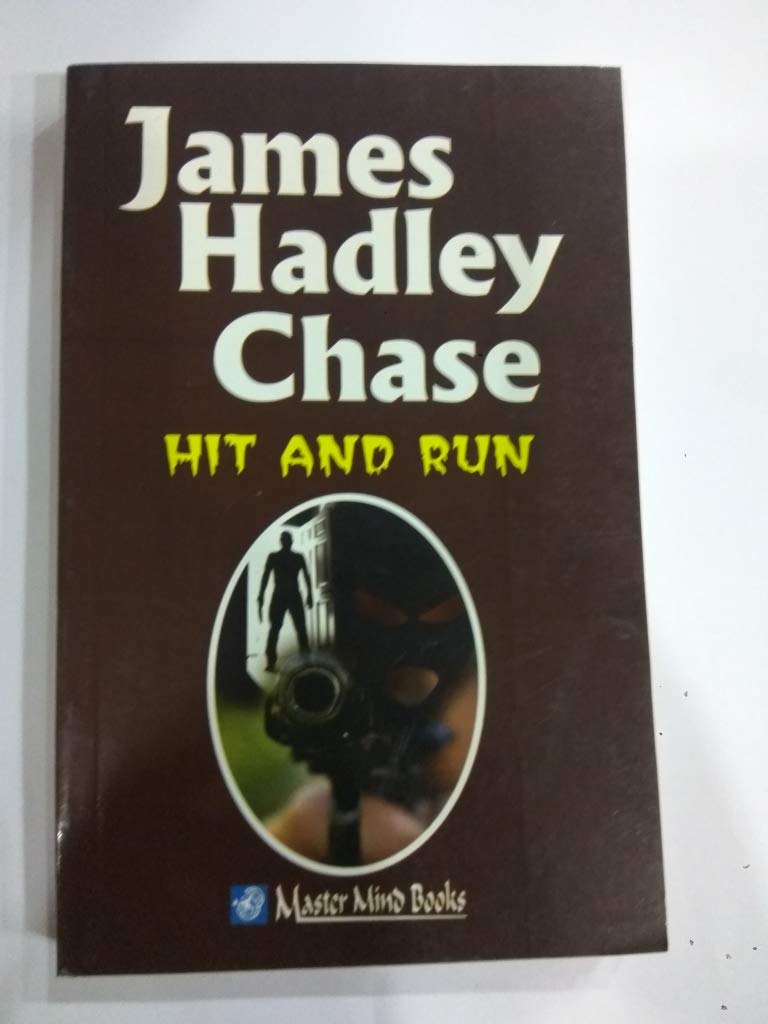 James
Hadley
Chase
HIT AND RUN
Master Mind Books